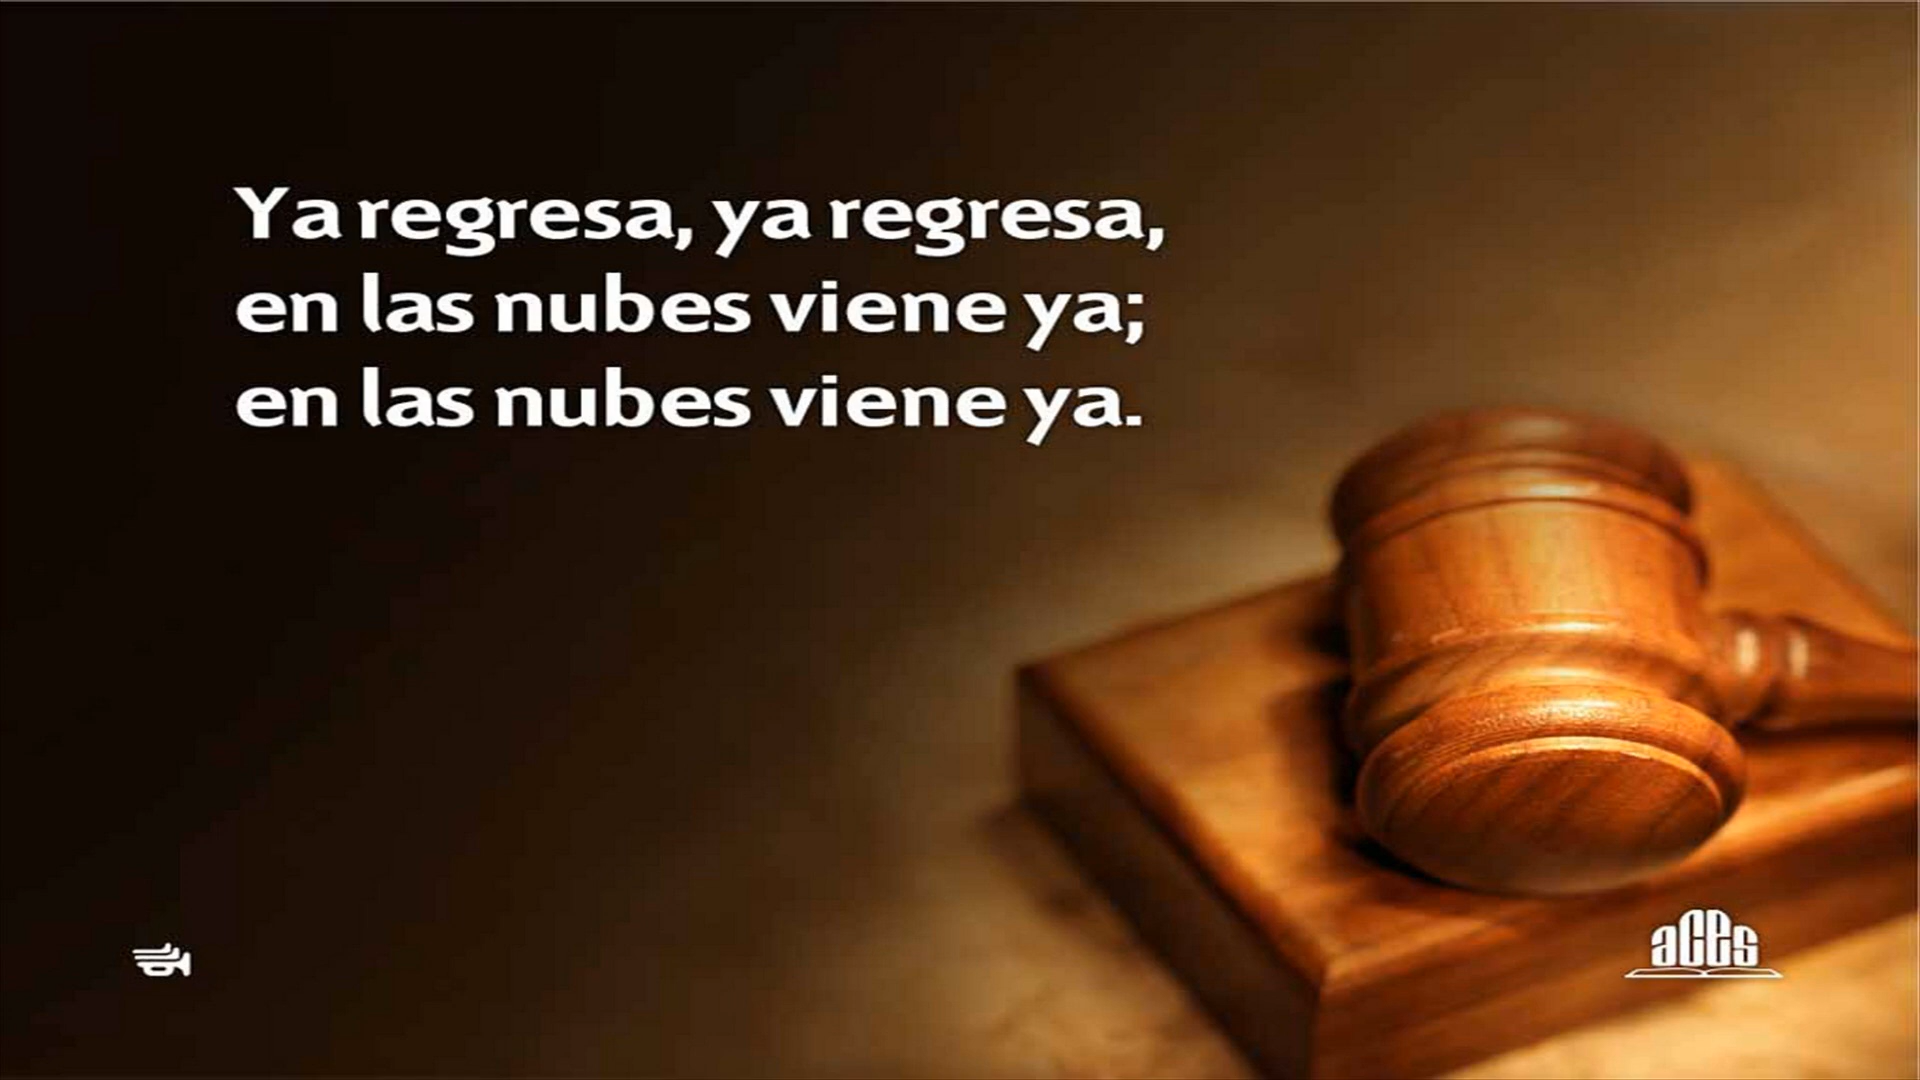 Ya regresa, ya regresa,
en las nubes viene ya;
en las nubes viene ya.
aces